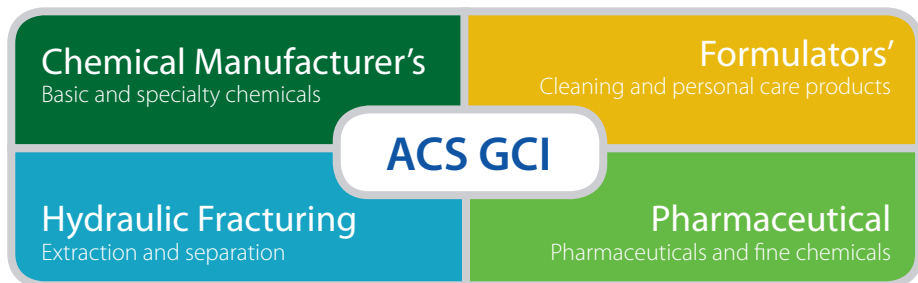 Chemical Manufacturer’s
Basic and specialty chemicals
Formulators’
Cleaning and personal care products
ACS GCI
Hydraulic Fracturing
Extraction and separation
Pharmaceutical
Pharmaceuticals and fine chemicals